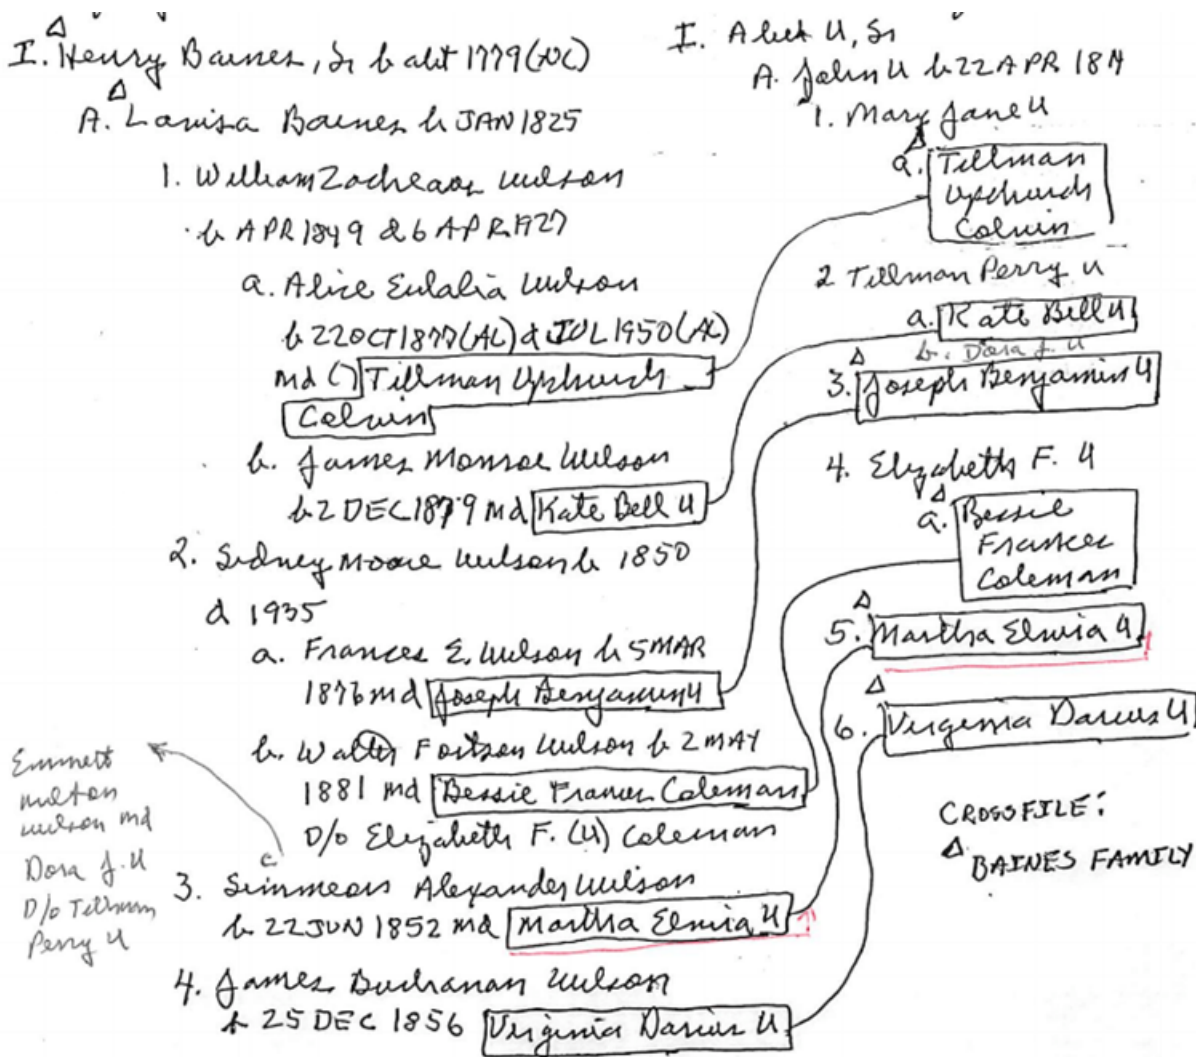 I. Henry Baines, Sr b abt 1779 (NC)
A. Lavisa Baines b JAN 1825
1. William Zacheaos Wilson
b APR 1849 d 6 APR 1927
a. Alice Eulalia Wilson
b 22 OCT 1877 (AL) d JUL 1950 (AL)
md () Tillman Upchurch
Colvin
b. James Monroe Wilson
b 2 DEC 1879 md Kate Bell U
2. Sidney Moore Wilson b 1850
d 1935
a. Frances E. Wilson b 5 MAR
1876 md Joseph Benjamin U
b. Walter Fortson Wilson b 2 MAY
1881 md Bessie Frances Coleman
D/o Elizabeth F. (U) Coleman
c
3. Simmeon Alexander Wilson
b 22 JUN 1852 md Martha Elmira U
4. James Buchanan Wilson
b 25 DEC 1856 Virginia Darius U
Emmett
Milton
Wilson md
Dora J. U
D/o Tillman
Perry U
I. Alsey U, Sr
A. John U b 22 APR 1814
1. Mary Jane U
a. Tillman
Upchurch
Colvin
2 Tillman Perry U
a. Kate Bell U
b. Dora J. U
3. Joseph Benjamin U
4. Elizabeth F. U
a. Bessie
Frances
Coleman
5. Martha Elmira U
6. Virginia Darius U
CROSSFILE:
Δ BAINES FAMILY